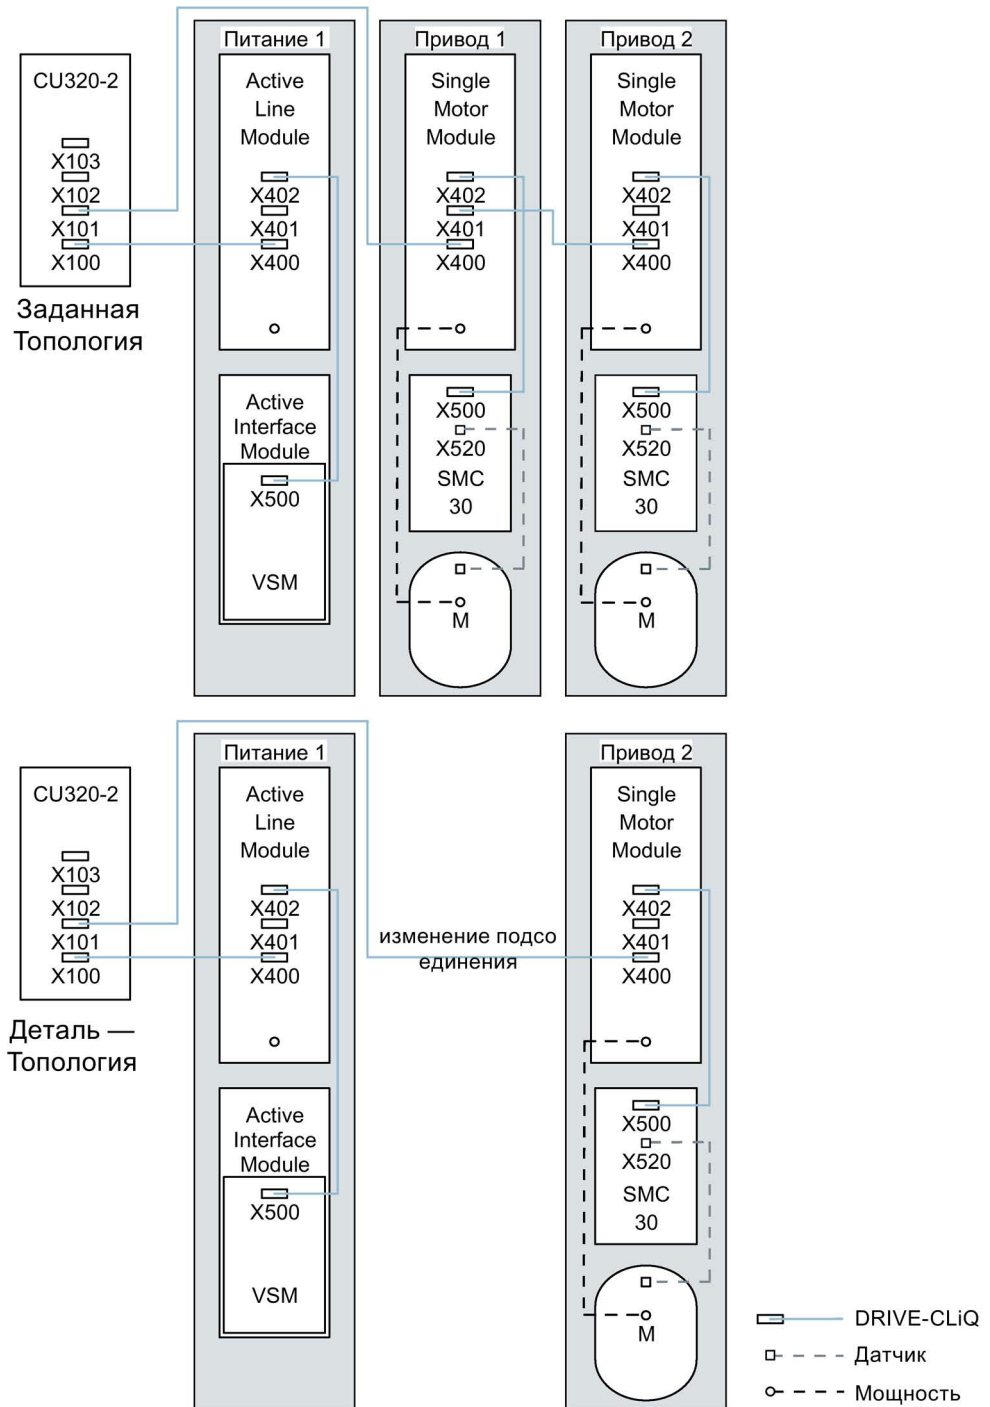 Питание 1
Привод 1
Привод 2
CU320-2
X103
X102
X101
X100
Заданная
Топология
Active
Line
Module
X402
X401
X400
Active
Interface
Module
X500
VSM
Single
Motor
Module
X402
X401
X400
X500
X520
SMC
30
M
Single
Motor
Module
X402
X401
X400
X500
X520
SMC
30
M
Питание 1
Привод 2
CU320-2
X103
X102
X101
X100
Деталь —
Топология
Active
Line
Module
X402
X401
X400
Active
Interface
Module
X500
VSM
изменение подсо
единения
Single
Motor
Module
X402
X401
X400
X500
X520
SMC
30
M
DRIVE-CLiQ
Датчик
Мощность